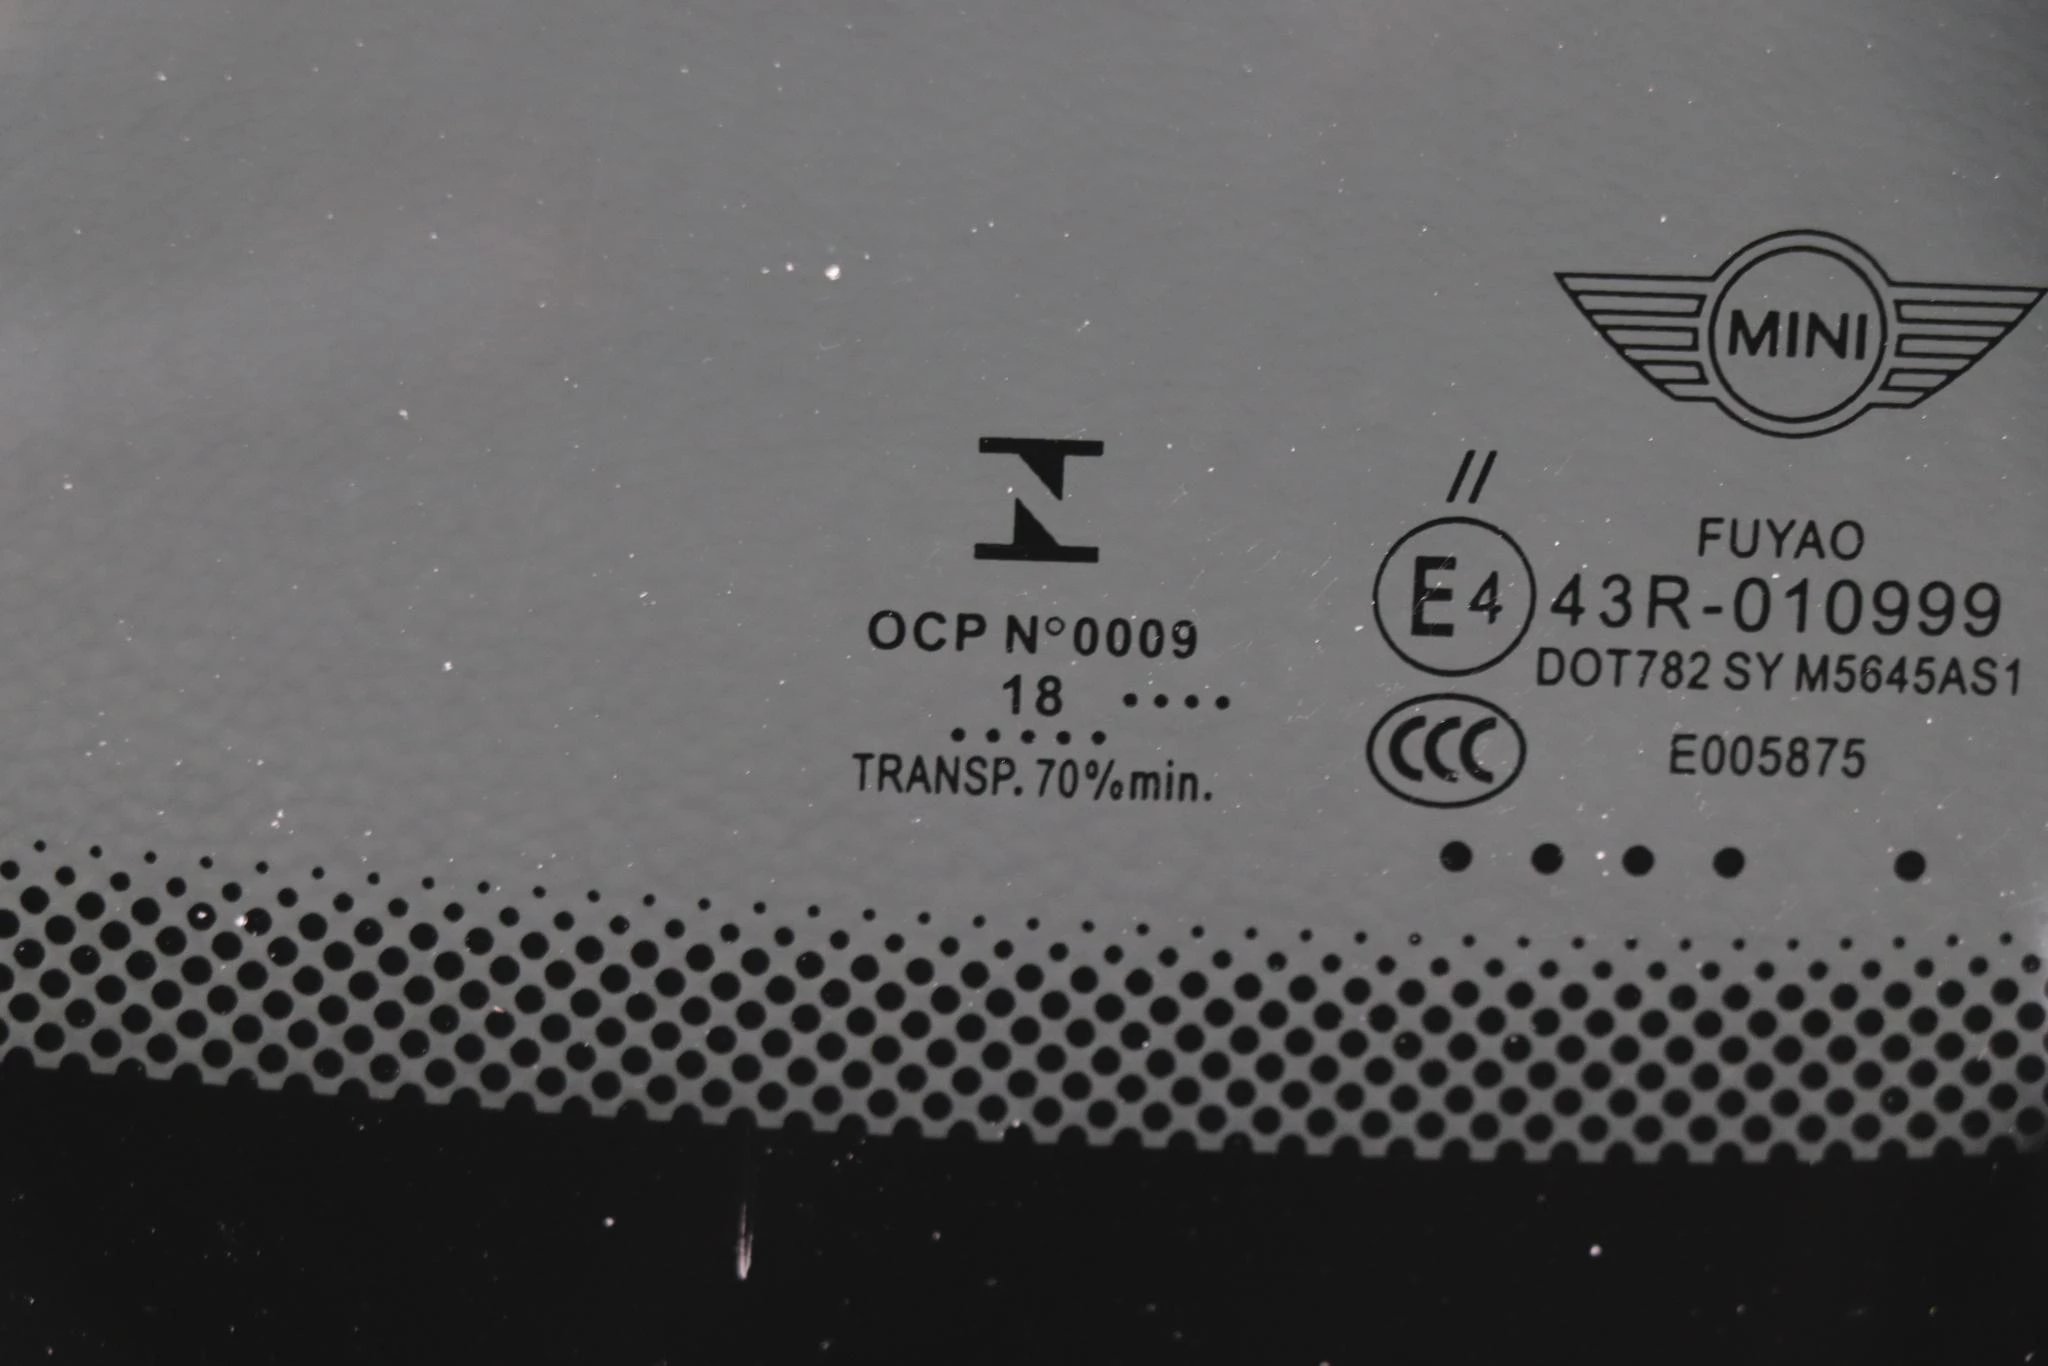 MINI
//
FUYAO
E4 43R-010999
DOT782 SY M5645AS1
CCC E005875
N
OCP N°0009
18 ····
·····
TRANSP. 70%min.